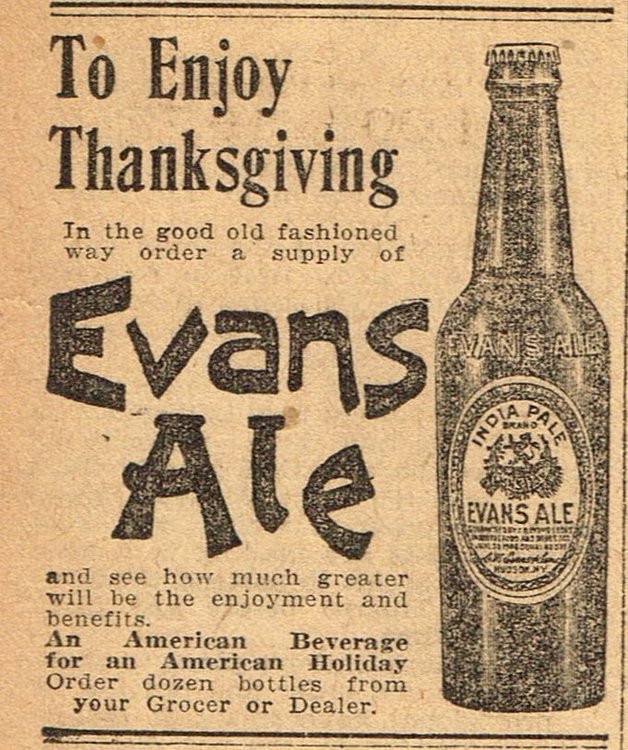 To Enjoy
Thanksgiving
In the good old fashioned
way order a supply of
Evans
Ale
and see how much greater
will be the enjoyment and
benefits.
An American Beverage
for an American Holiday
Order dozen bottles from
your Grocer or Dealer.
EVANS ALE
INDIA PALE
BRAND
EVANS ALE
HUDSON, N.Y.